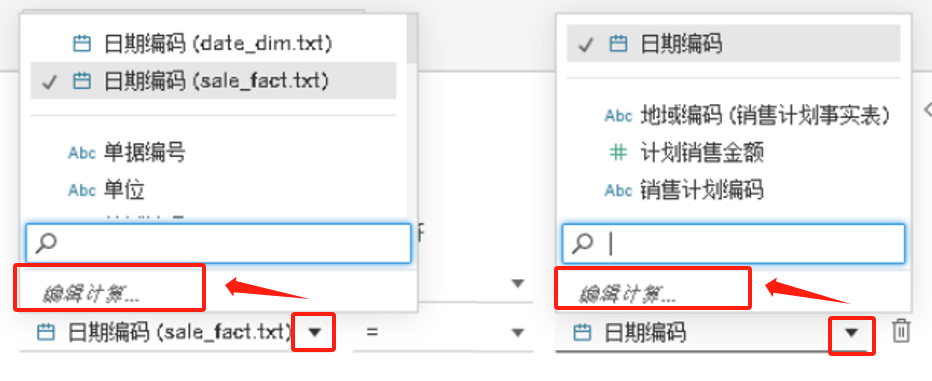 日期编码 (date_dim.txt)
日期编码 (sale_fact.txt)
Abc 单据编号
Abc 单位
编辑计算...
日期编码 (sale_fact.txt)
=
日期编码
Abc 地域编码 (销售计划事实表)
# 计划销售金额
Abc 销售计划编码
编辑计算...
日期编码